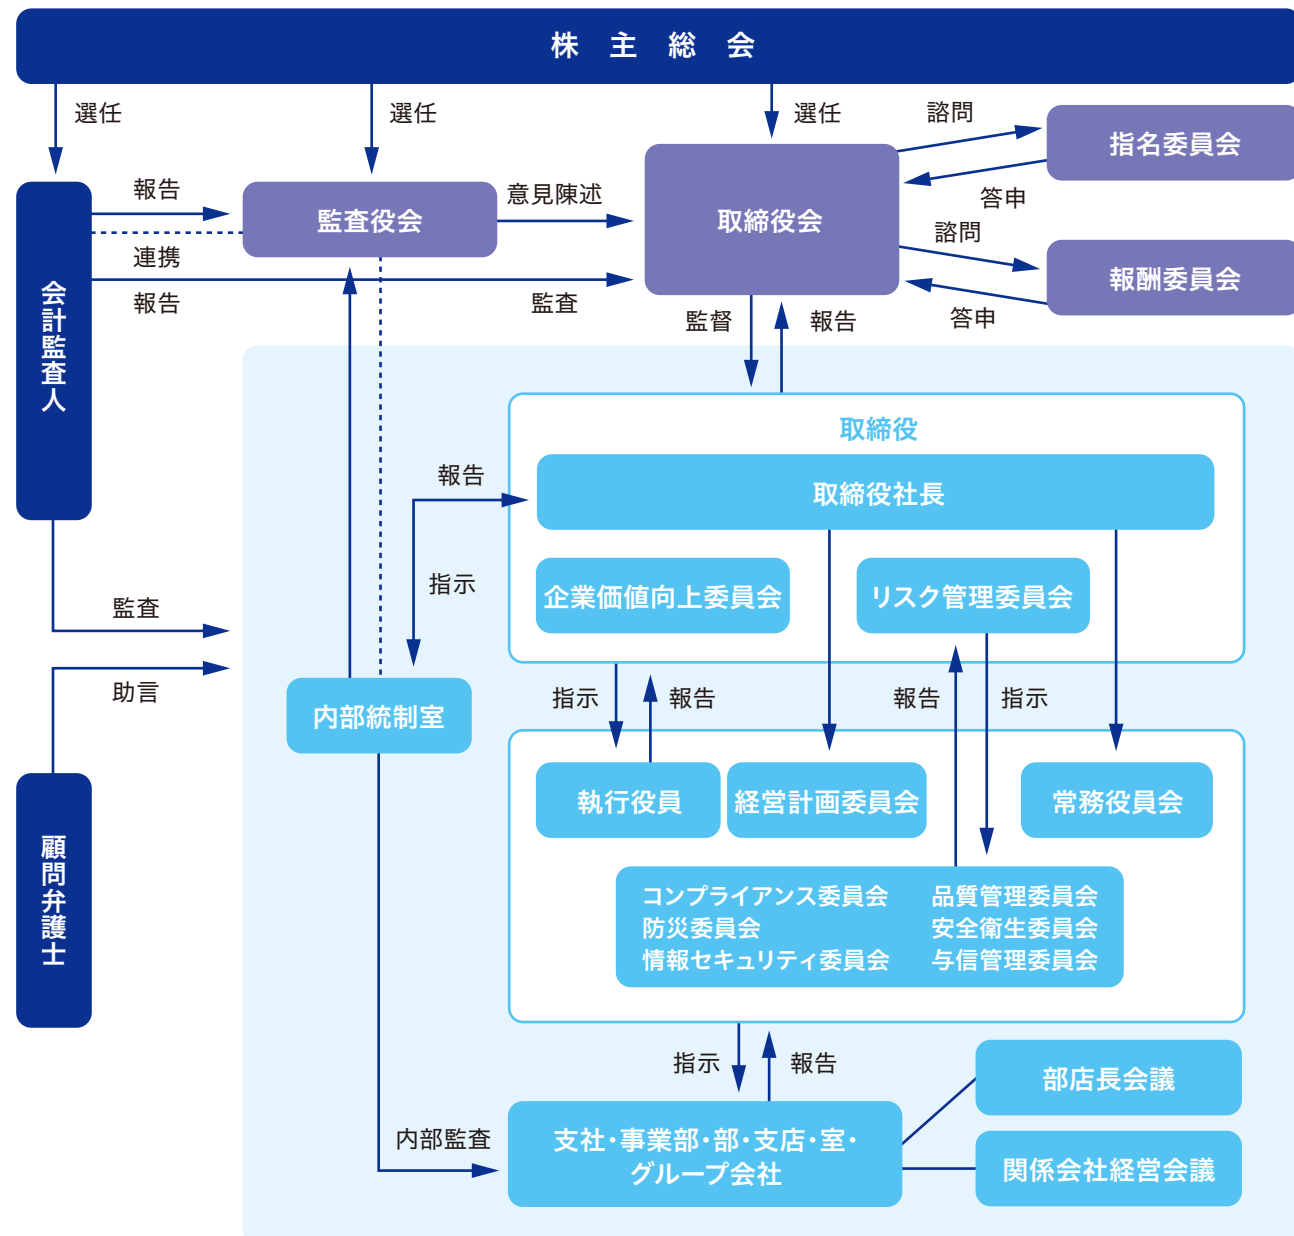 株主総会
選任
選任
選任
諮問
指名委員会
答申
報告
監査役会
意見陳述
取締役会
諮問
報酬委員会
答申
連携
報告
監査
会計監査人
監督
報告
取締役
取締役社長
報告
指示
企業価値向上委員会
リスク管理委員会
監査
助言
内部統制室
指示
報告
報告
指示
執行役員
経営計画委員会
常務役員会
顧問弁護士
コンプライアンス委員会
防災委員会
情報セキュリティ委員会
品質管理委員会
安全衛生委員会
与信管理委員会
指示
報告
部店長会議
内部監査
支社・事業部・部・支店・室・
グループ会社
関係会社経営会議